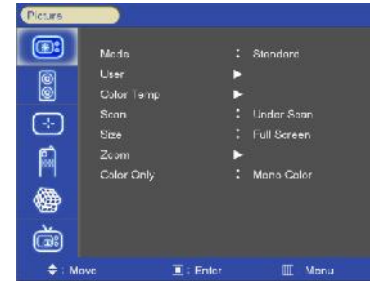 Picture
Mode : Standard
User ▶
Color Temp ▶
Scan : Under Scan
Size : Full Screen
Zoom ▶
Color Only : Mono Color
: Move : Enter Menu